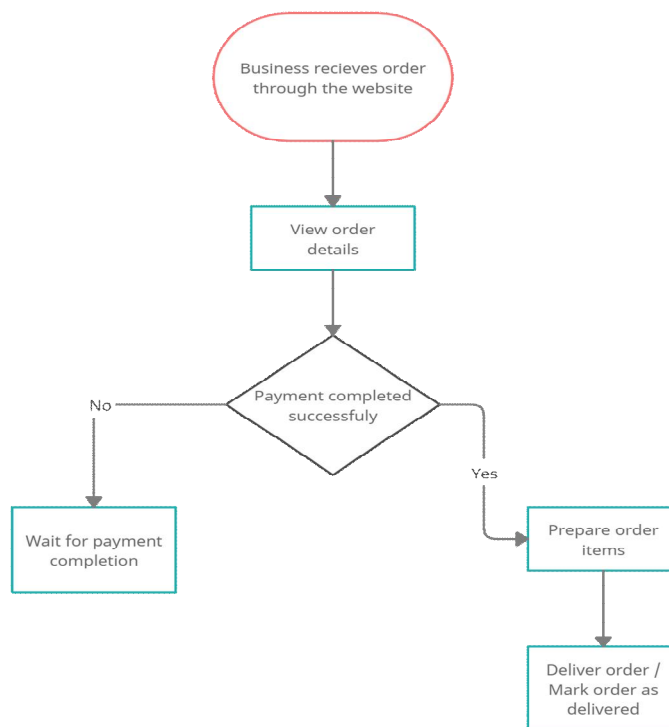 Business recieves order
through the website
View order
details
Payment completed
successfuly
No
Yes
Wait for payment
completion
Prepare order
items
Deliver order /
Mark order as
delivered